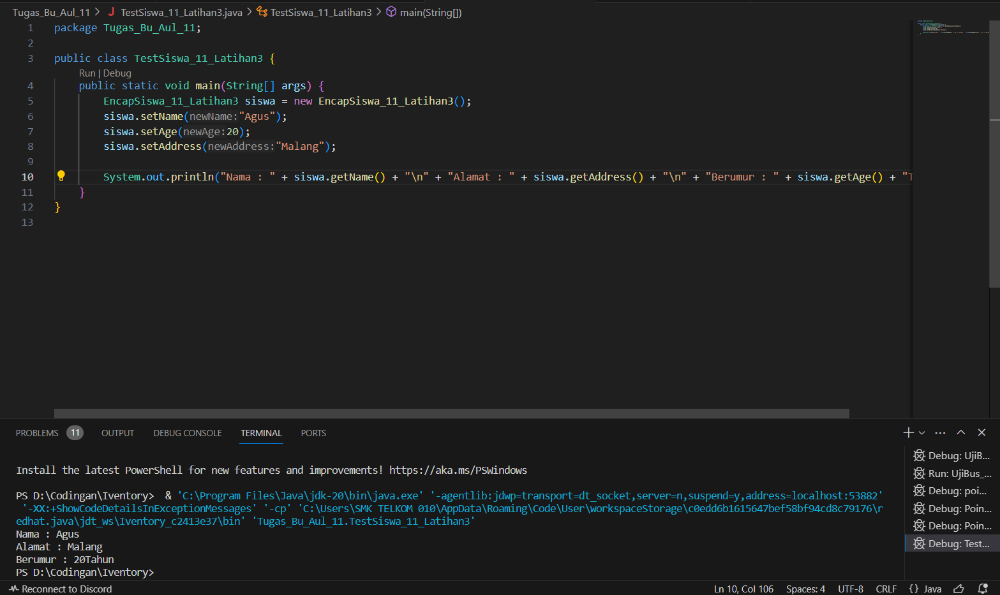 Tugas_Bu_Aul_11 > J TestSiswa_11_Latihan3.java > TestSiswa_11_Latihan3 > main(String[])
1 package Tugas_Bu_Aul_11;
2
3 public class TestSiswa_11_Latihan3 {
Run | Debug
4 public static void main(String[] args) {
5 EncapSiswa_11_Latihan3 siswa = new EncapSiswa_11_Latihan3();
6 siswa.setName(newName:"Agus");
7 siswa.setAge(newAge:20);
8 siswa.setAddress(newAddress:"Malang");
9
10 System.out.println("Nama : " + siswa.getName() + "\n" + "Alamat : " + siswa.getAddress() + "\n" + "Berumur : " + siswa.getAge() + "T
11 }
12 }
13
PROBLEMS 11 OUTPUT DEBUG CONSOLE TERMINAL PORTS
Install the latest PowerShell for new features and improvements! https://aka.ms/PSWindows
PS D:\Codingan\Iventory>  & 'C:\Program Files\Java\jdk-20\bin\java.exe' '-agentlib:jdwp=transport=dt_socket,server=n,suspend=y,address=localhost:53882'
'-XX:+ShowCodeDetailsInExceptionMessages' '-cp' 'C:\Users\SMK TELKOM 010\AppData\Roaming\Code\User\workspaceStorage\c0edd6b1615647bef58bf94cd8c79176\r
edhat.java\jdt_ws\Iventory_c2413e37\bin' 'Tugas_Bu_Aul_11.TestSiswa_11_Latihan3'
Nama : Agus
Alamat : Malang
Berumur : 20Tahun
PS D:\Codingan\Iventory>
Debug: UjiB...
Run: UjiBus_...
Debug: poi...
Debug: Poin...
Debug: Poin...
Debug: Test...
Reconnect to Discord Ln 10, Col 106 Spaces: 4 UTF-8 CRLF {} Java